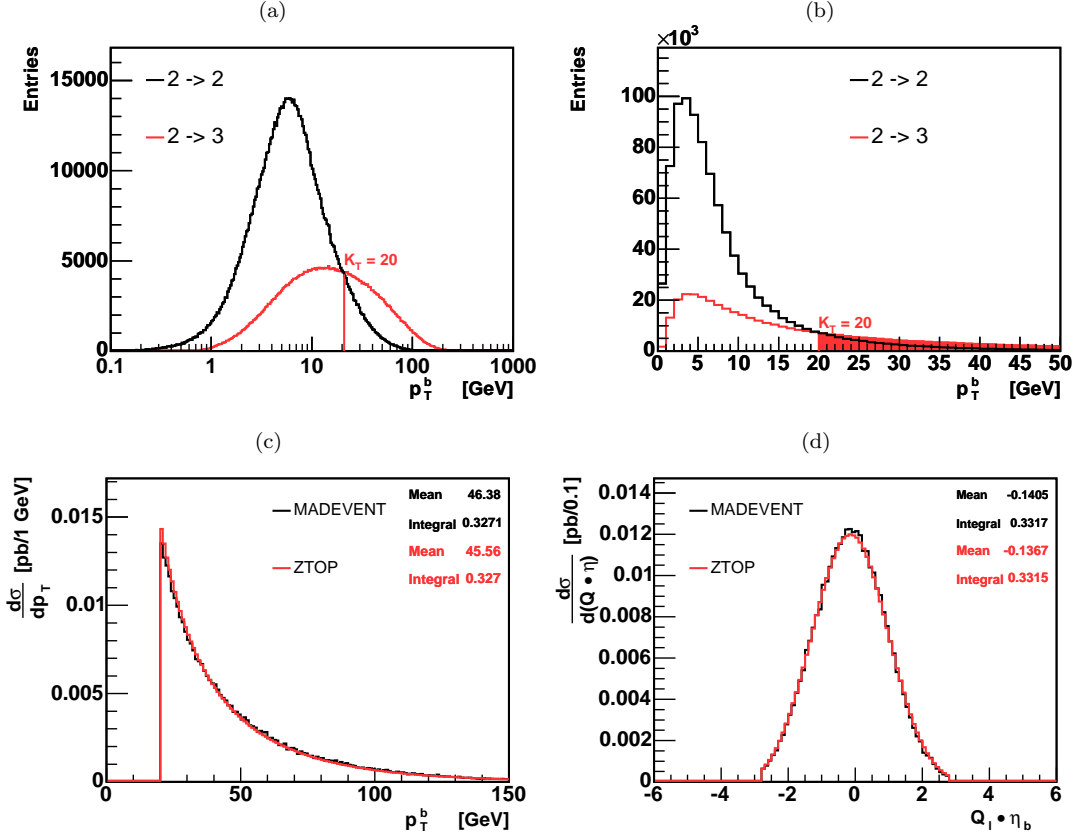 (a)
Entries
15000
10000
5000
0
2 -> 2
2 -> 3
K_T = 20
0.1 1 10 100 1000
p_T^b [GeV]
(b)
×10^3
Entries
100
80
60
40
20
0
2 -> 2
2 -> 3
K_T = 20
0 5 10 15 20 25 30 35 40 45 50
p_T^b [GeV]
(c)
dσ/dp_T [pb/1 GeV]
0.015
0.01
0.005
0
MADEVENT
ZTOP
Mean 46.38
Integral 0.3271
Mean 45.56
Integral 0.327
0 50 100 150
p_T^b [GeV]
(d)
dσ/d(Q • η) [pb/0.1]
0.014
0.012
0.010
0.008
0.006
0.004
0.002
0.000
MADEVENT
ZTOP
Mean -0.1405
Integral 0.3317
Mean -0.1367
Integral 0.3315
-6 -4 -2 0 2 4 6
Q_l • η_b